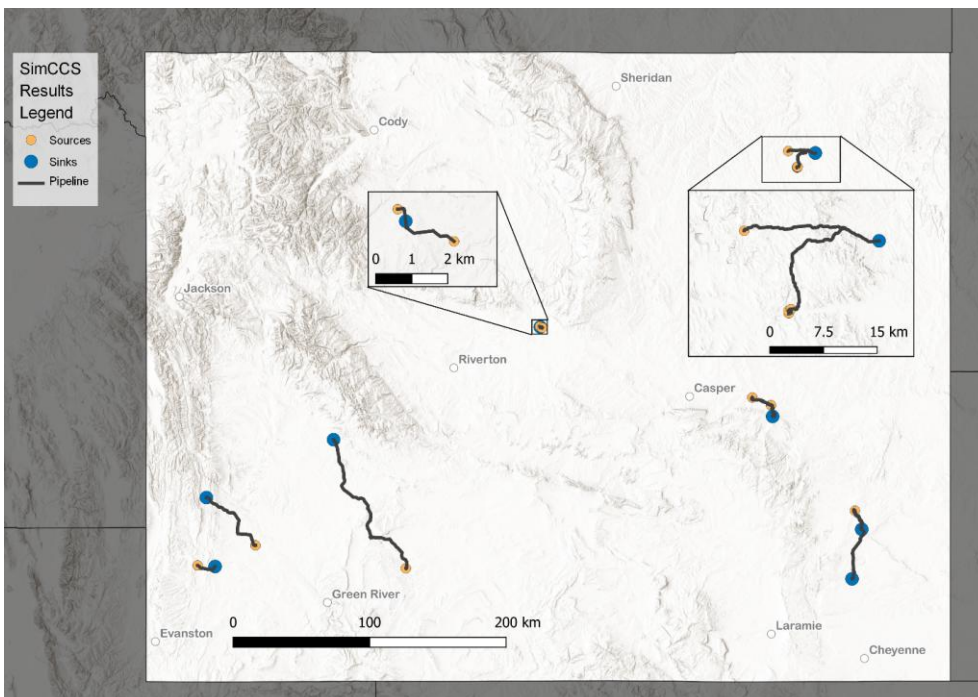 SimCCS
Results
Legend
Sources
Sinks
Pipeline
Sheridan
Cody
0 1 2 km
Jackson
0 7.5 15 km
Riverton
Casper
Green River
0 100 200 km
Evanston
Laramie
Cheyenne